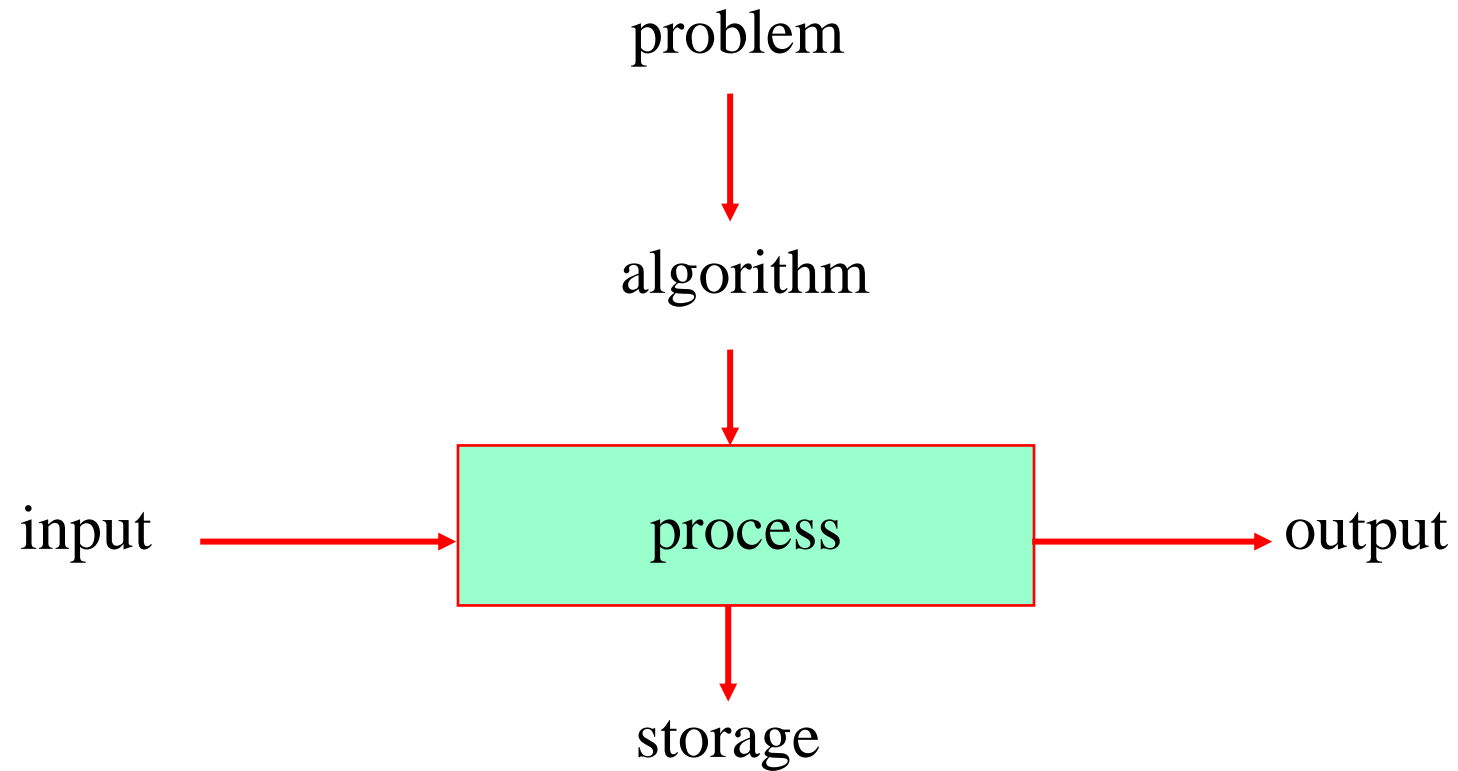 problem
algorithm
input
process
output
storage